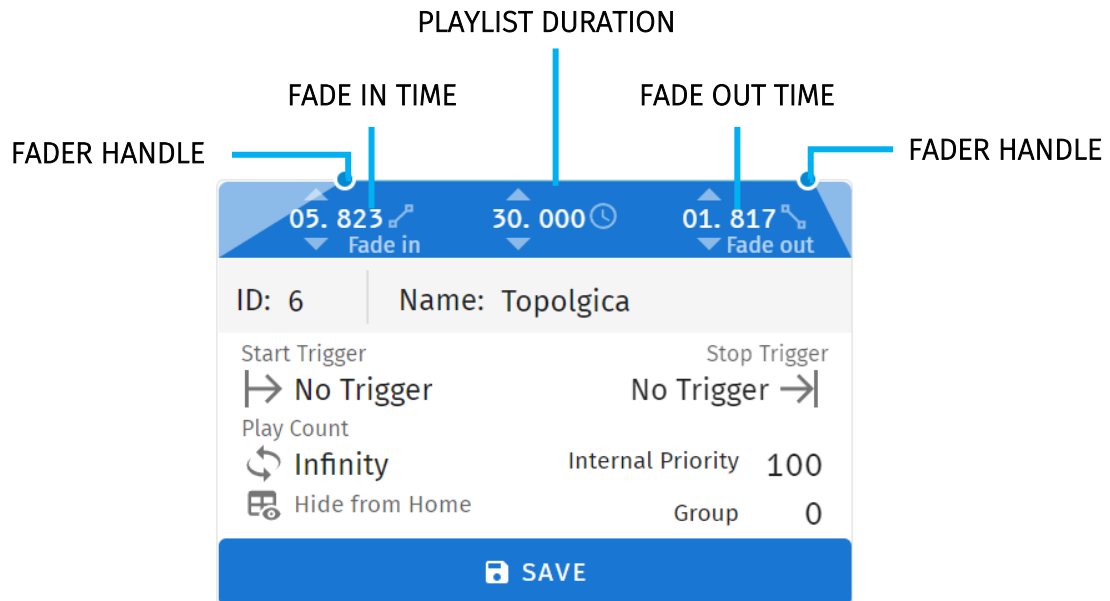 PLAYLIST DURATION
FADE IN TIME
FADE OUT TIME
FADER HANDLE
FADER HANDLE
05. 823
30. 000
01. 817
Fade in
Fade out
ID: 6
Name: Topolgica
Start Trigger
Stop Trigger
No Trigger
No Trigger
Play Count
Infinity
Internal Priority 100
Hide from Home
Group 0
SAVE